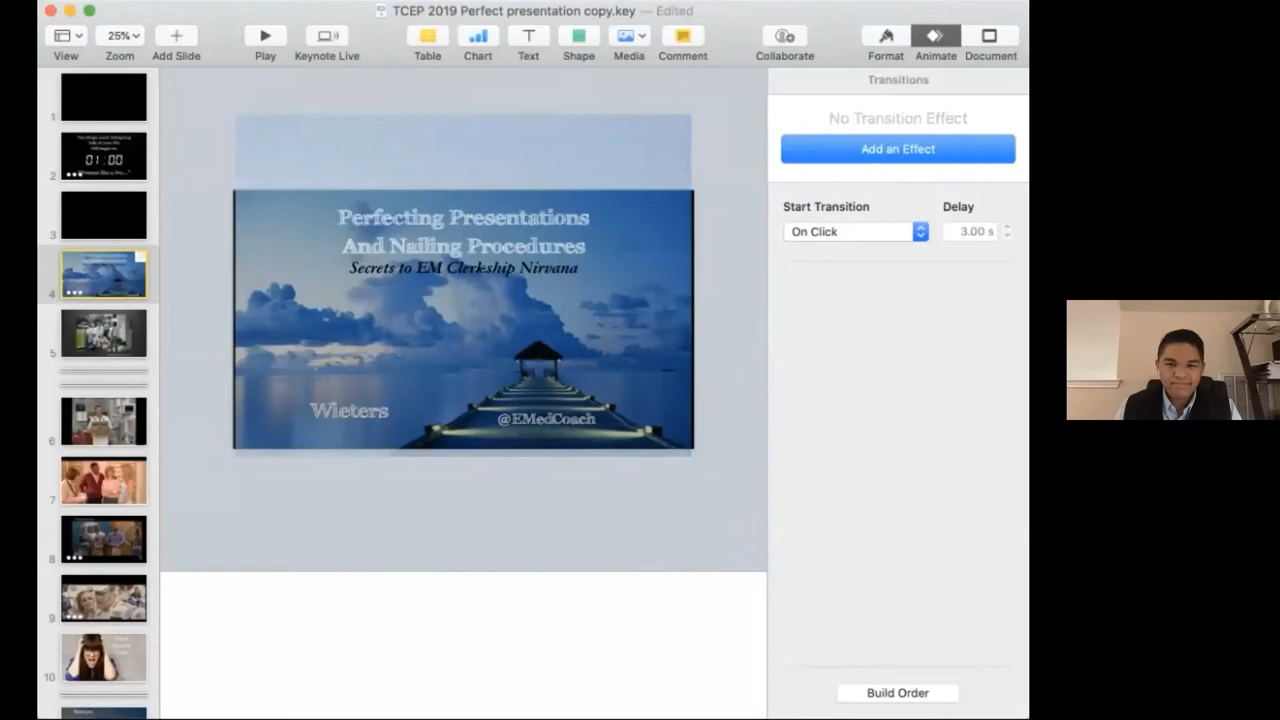 TCEP 2019 Perfect presentation copy.key — Edited
25%
View Zoom Add Slide Play Keynote Live Table Chart Text Shape Media Comment Collaborate Format Animate Document
Transitions
No Transition Effect
Add an Effect
Start Transition Delay
On Click 3.00 s
Build Order
1
2
01:00
3
4
5
6
7
8
9
10
Perfecting Presentations
And Nailing Procedures
Secrets to EM Clerkship Nirvana
Wieters
@EMedCoach